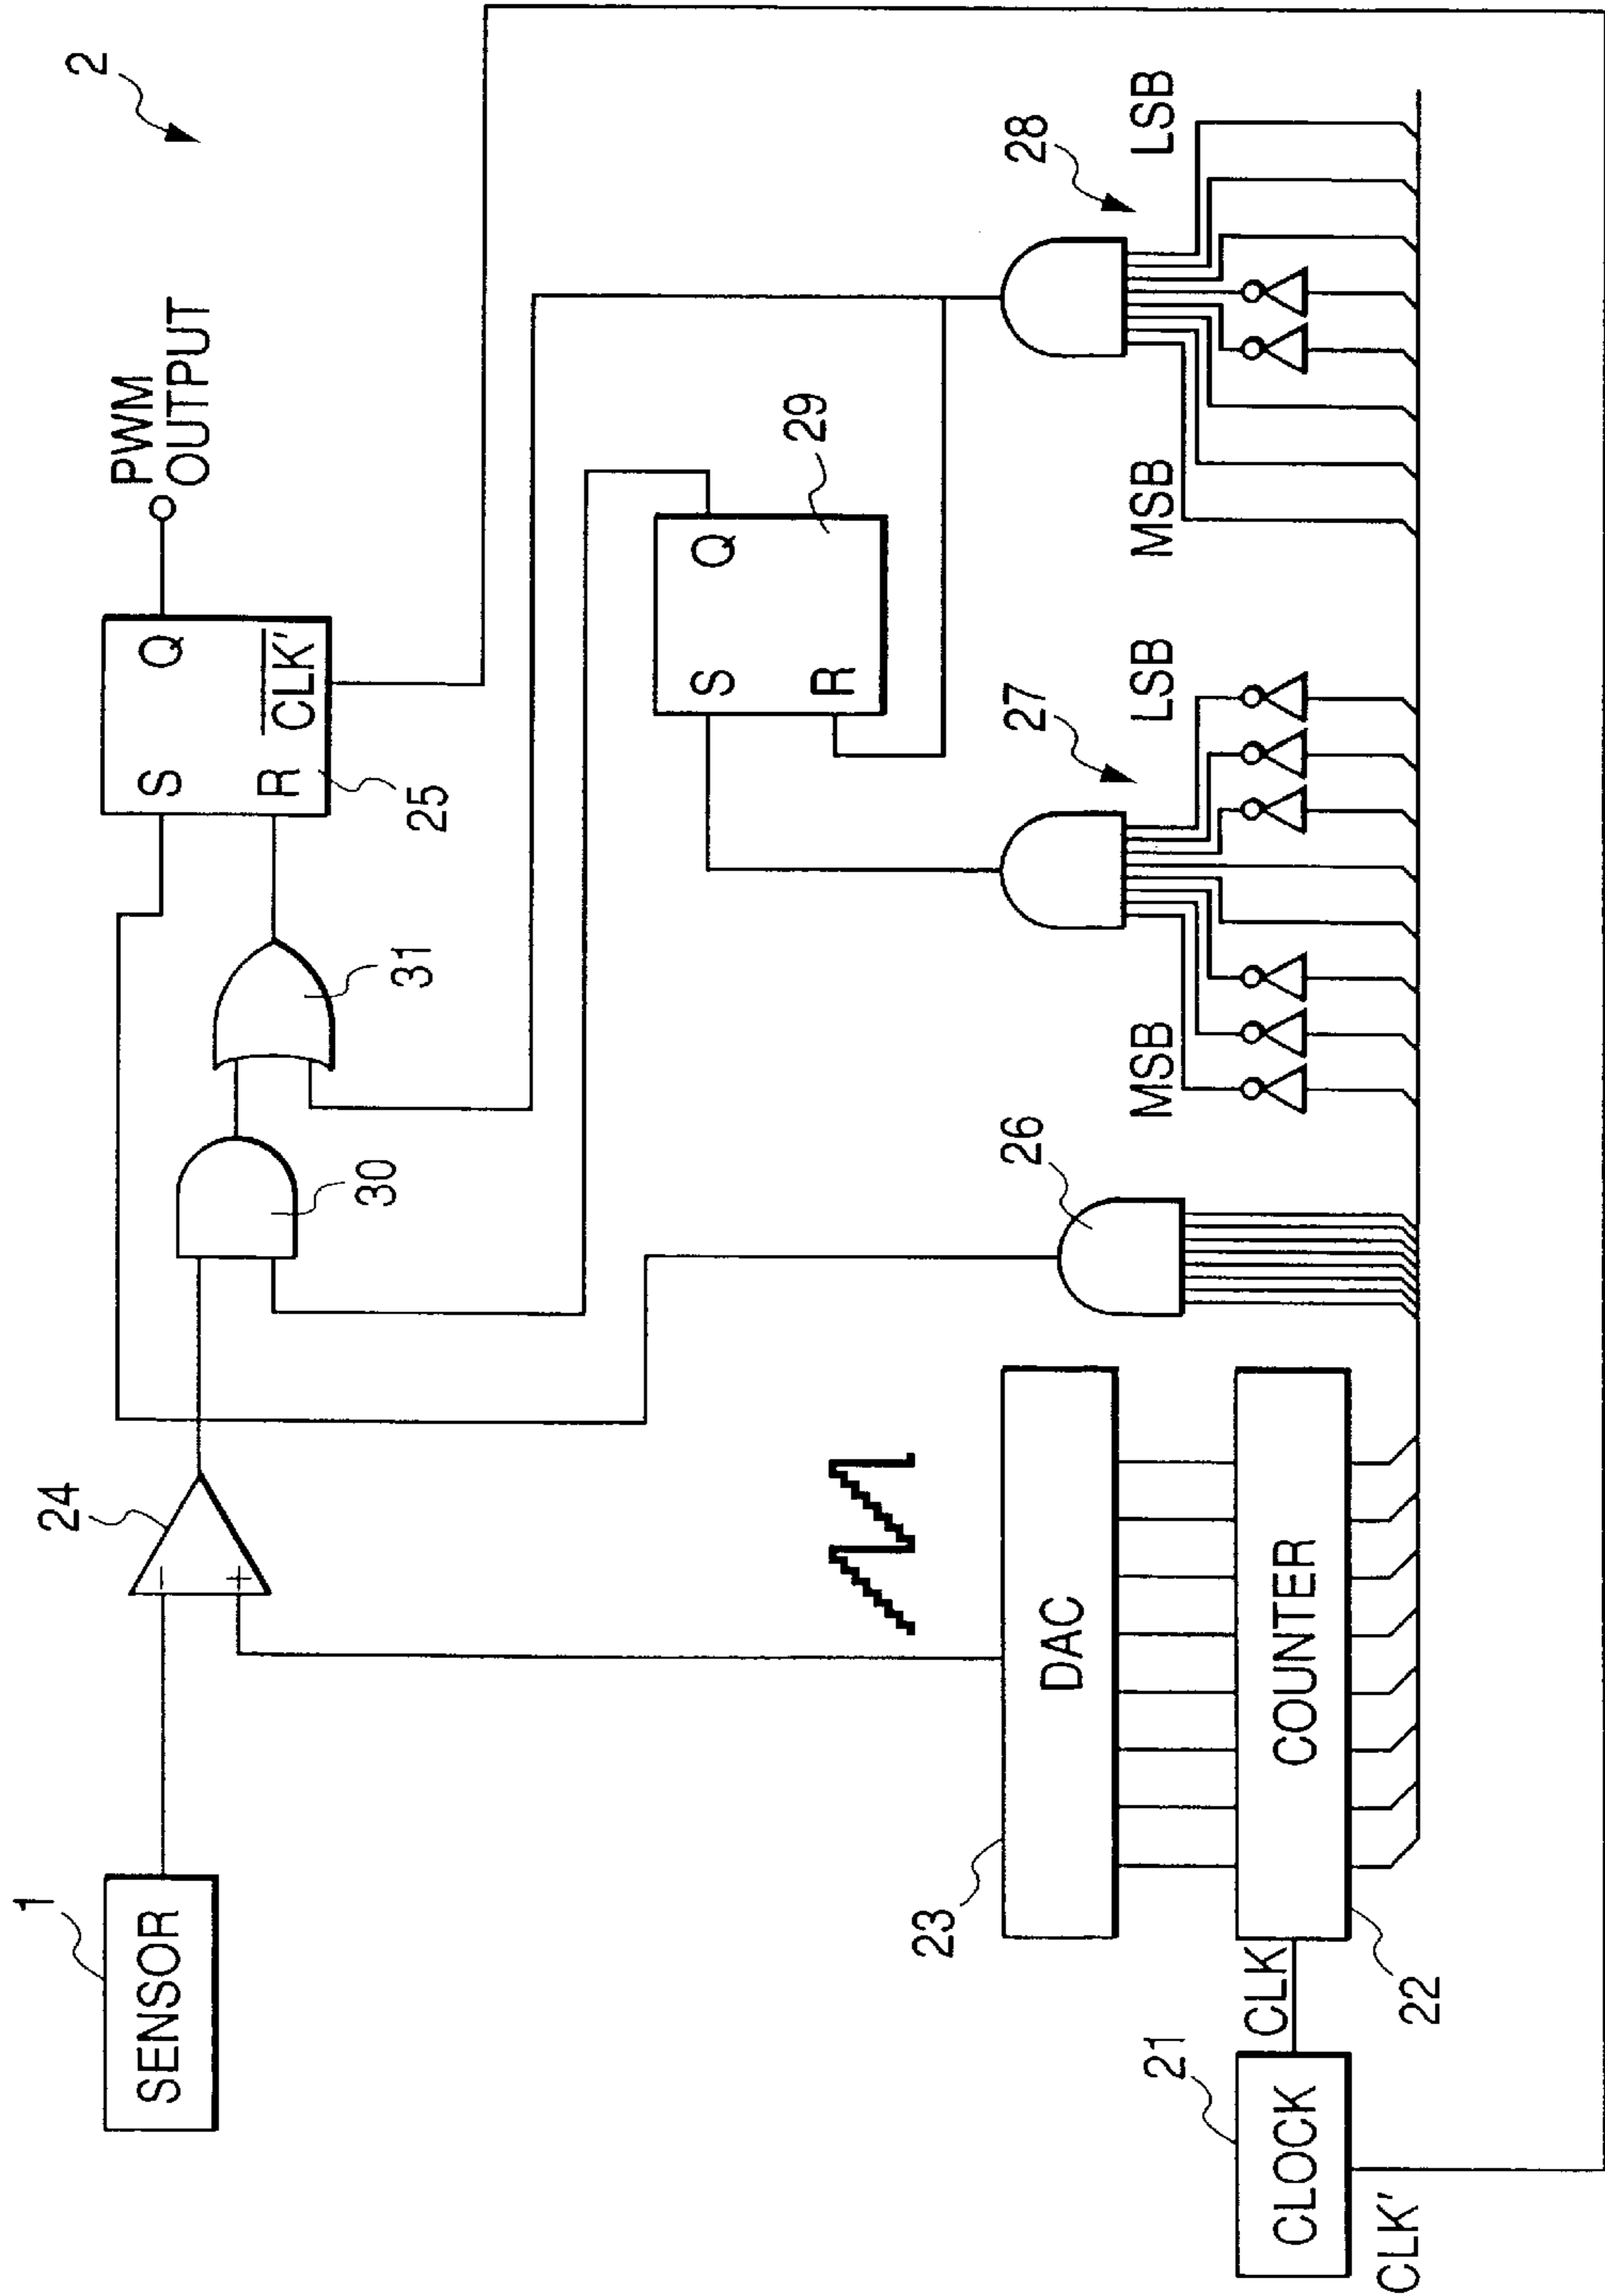 2
1
SENSOR
24
-
+
30
31
S
Q
R
CLK'
25
PWM
OUTPUT
S
Q
R
29
23
DAC
26
27
MSB
LSB
28
MSB
LSB
21
CLOCK
CLK
CLK'
COUNTER
22